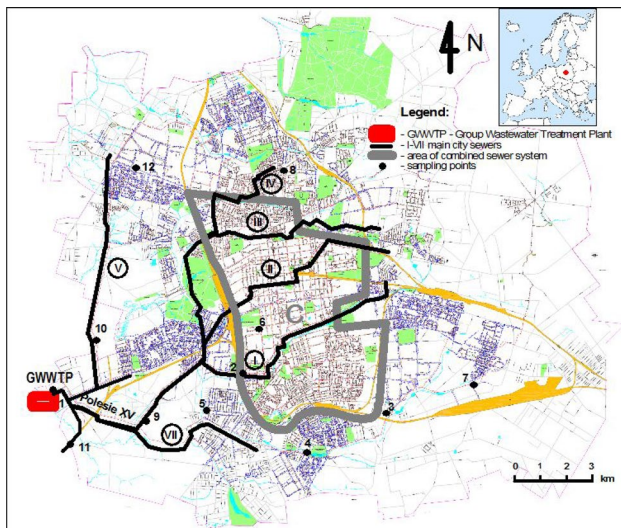 N
Legend:
- GWWTP - Group Wastewater Treatment Plant
- I-VII main city sewers
- area of combined sewer system
- sampling points
12
8
IV
III
V
II
C
6
10
I
2
7
GWWTP
1
Polesie XV
9
5
3
VII
11
4
0 1 2 3 km